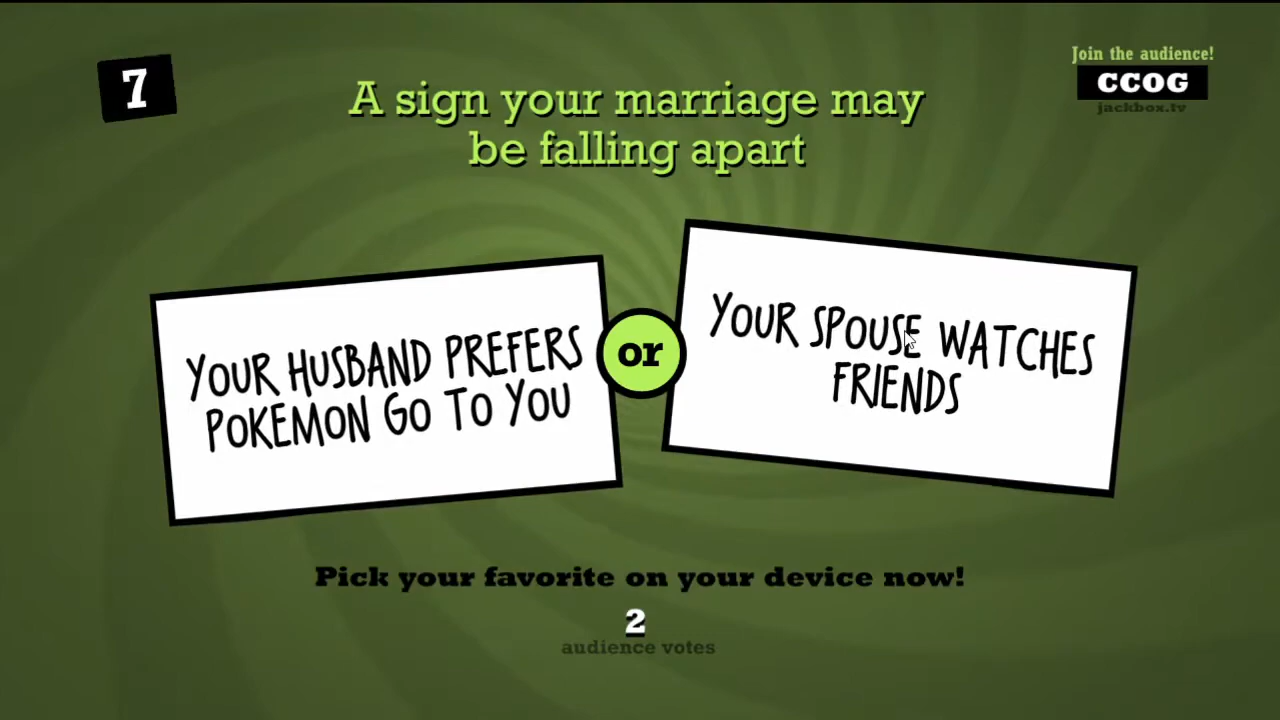 7
Join the audience!
CCOG
jackbox.tv
A sign your marriage may
be falling apart
YOUR HUSBAND PREFERS
POKEMON GO TO YOU
or
YOUR SPOUSE WATCHES
FRIENDS
Pick your favorite on your device now!
2
audience votes